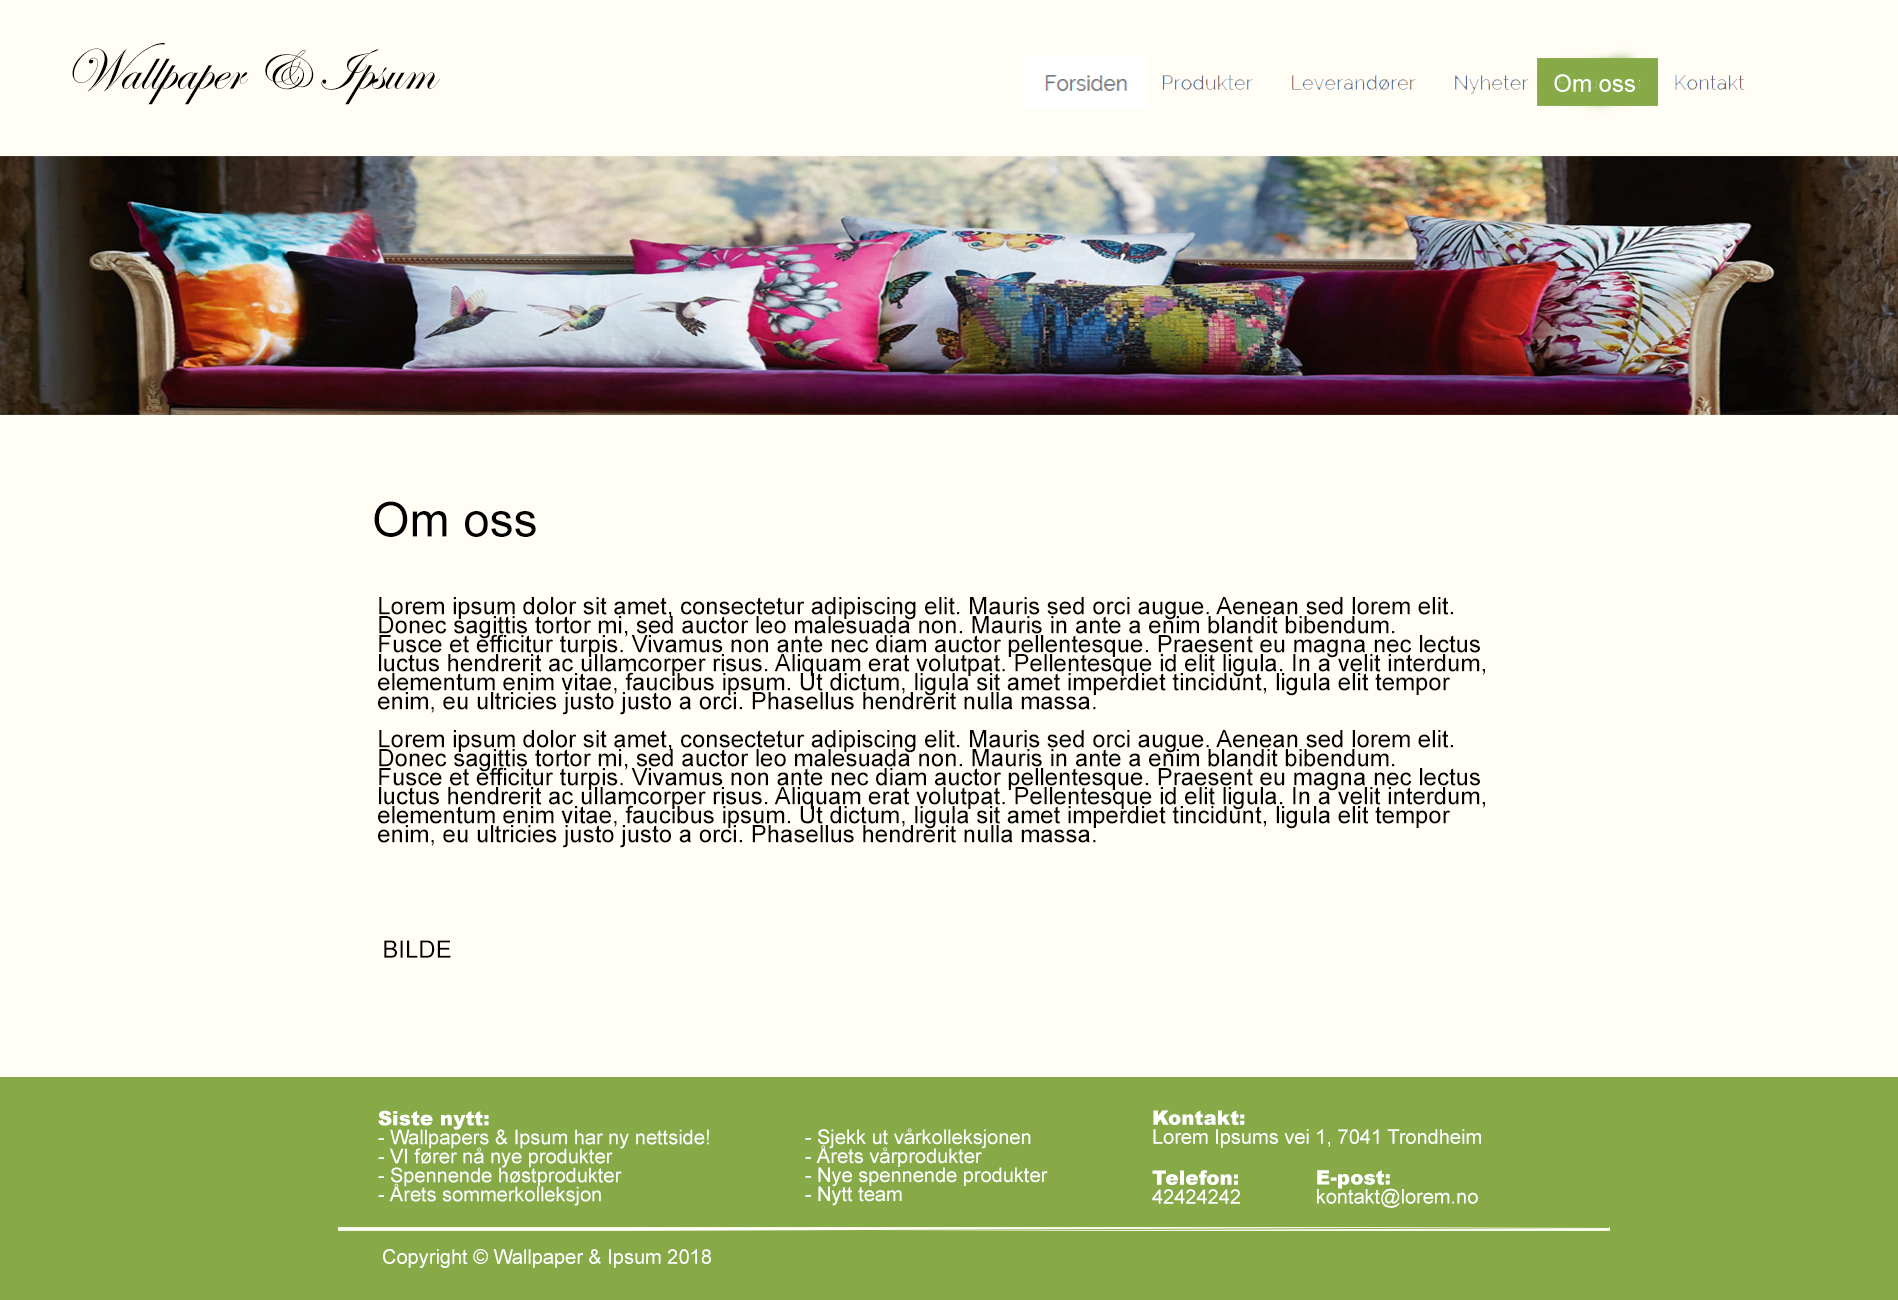 Wallpaper & Ipsum
Forsiden Produkter Leverandører Nyheter Om oss Kontakt
Om oss
Lorem ipsum dolor sit amet, consectetur adipiscing elit. Mauris sed orci augue. Aenean sed lorem elit.
Donec sagittis tortor mi, sed auctor leo malesuada non. Mauris in ante a enim blandit bibendum.
Fusce et efficitur turpis. Vivamus non ante nec diam auctor pellentesque. Praesent eu magna nec lectus
luctus hendrerit ac ullamcorper risus. Aliquam erat volutpat. Pellentesque id elit ligula. In a velit interdum,
elementum enim vitae, faucibus ipsum. Ut dictum, ligula sit amet imperdiet tincidunt, ligula elit tempor
enim, eu ultricies justo justo a orci. Phasellus hendrerit nulla massa.
Lorem ipsum dolor sit amet, consectetur adipiscing elit. Mauris sed orci augue. Aenean sed lorem elit.
Donec sagittis tortor mi, sed auctor leo malesuada non. Mauris in ante a enim blandit bibendum.
Fusce et efficitur turpis. Vivamus non ante nec diam auctor pellentesque. Praesent eu magna nec lectus
luctus hendrerit ac ullamcorper risus. Aliquam erat volutpat. Pellentesque id elit ligula. In a velit interdum,
elementum enim vitae, faucibus ipsum. Ut dictum, ligula sit amet imperdiet tincidunt, ligula elit tempor
enim, eu ultricies justo justo a orci. Phasellus hendrerit nulla massa.
BILDE
Siste nytt:
- Wallpapers & Ipsum har ny nettside!
- VI fører nå nye produkter
- Spennende høstprodukter
- Årets sommerkolleksjon
- Sjekk ut vårkolleksjonen
- Årets vårprodukter
- Nye spennende produkter
- Nytt team
Kontakt:
Lorem Ipsums vei 1, 7041 Trondheim
Telefon:
42424242
E-post:
kontakt@lorem.no
Copyright © Wallpaper & Ipsum 2018